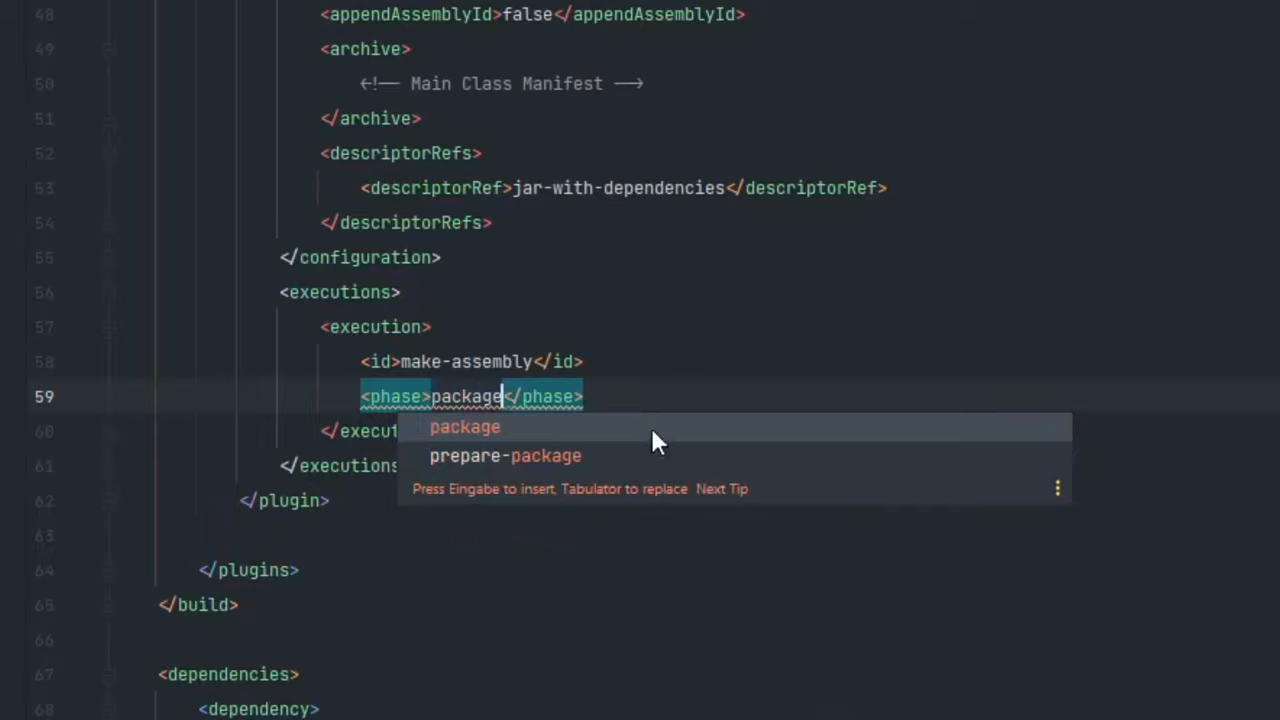 48 <appendAssemblyId>false</appendAssemblyId>
49 <archive>
50 <!-- Main Class Manifest -->
51 </archive>
52 <descriptorRefs>
53 <descriptorRef>jar-with-dependencies</descriptorRef>
54 </descriptorRefs>
55 </configuration>
56 <executions>
57 <execution>
58 <id>make-assembly</id>
59 <phase>package</phase>
package
60 </execut
prepare-package
61 </executions
Press Eingabe to insert, Tabulator to replace Next Tip
62 </plugin>
63
64 </plugins>
65 </build>
66
67 <dependencies>
68 <dependency>